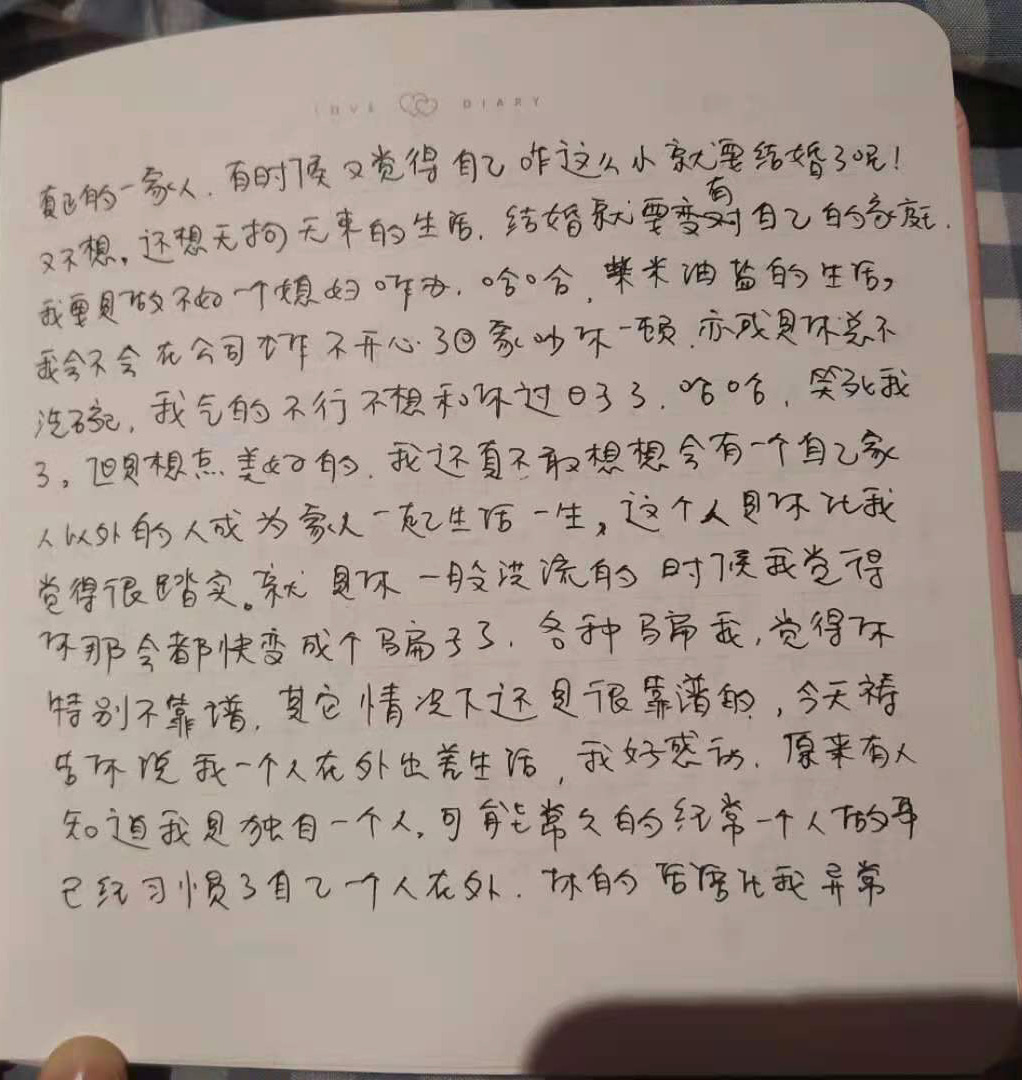 LOVE DIARY
真正的一家人。有时候又觉得自己咋这么小就要结婚了呢！
又不想。还想无拘无束的生活。结婚就要变有对自己的家庭。
我要是做不好一个媳妇咋办。哈哈，柴米油盐的生活，
我会不会在公司工作不开心了回家吵你一顿。亦或是你总不
洗碗，我气的不行不想和你过日子了。哈哈，笑死我
了。但是想点美好的，我还真不敢想想会有一个自己家
人以外的人成为家人一起生活一生，这个人是你让我
觉得很踏实。就是你一段洪流的时候我觉得
你那会都快变成个骗子了，各种骗我，觉得你
特别不靠谱，其它情况下还是很靠谱的，今天祷
告你说我一个人在外出差生活，我好感动，原来有人
知道我是独自一个人，可能常久的经常一个人做事
已经习惯了自己一个人在外。你的话语让我异常